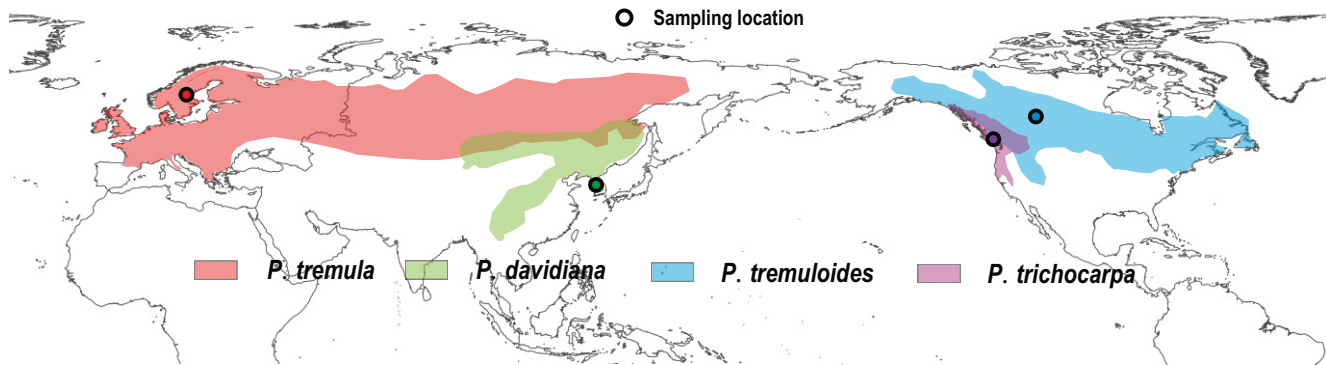 Sampling location
P. tremula P. davidiana P. tremuloides P. trichocarpa